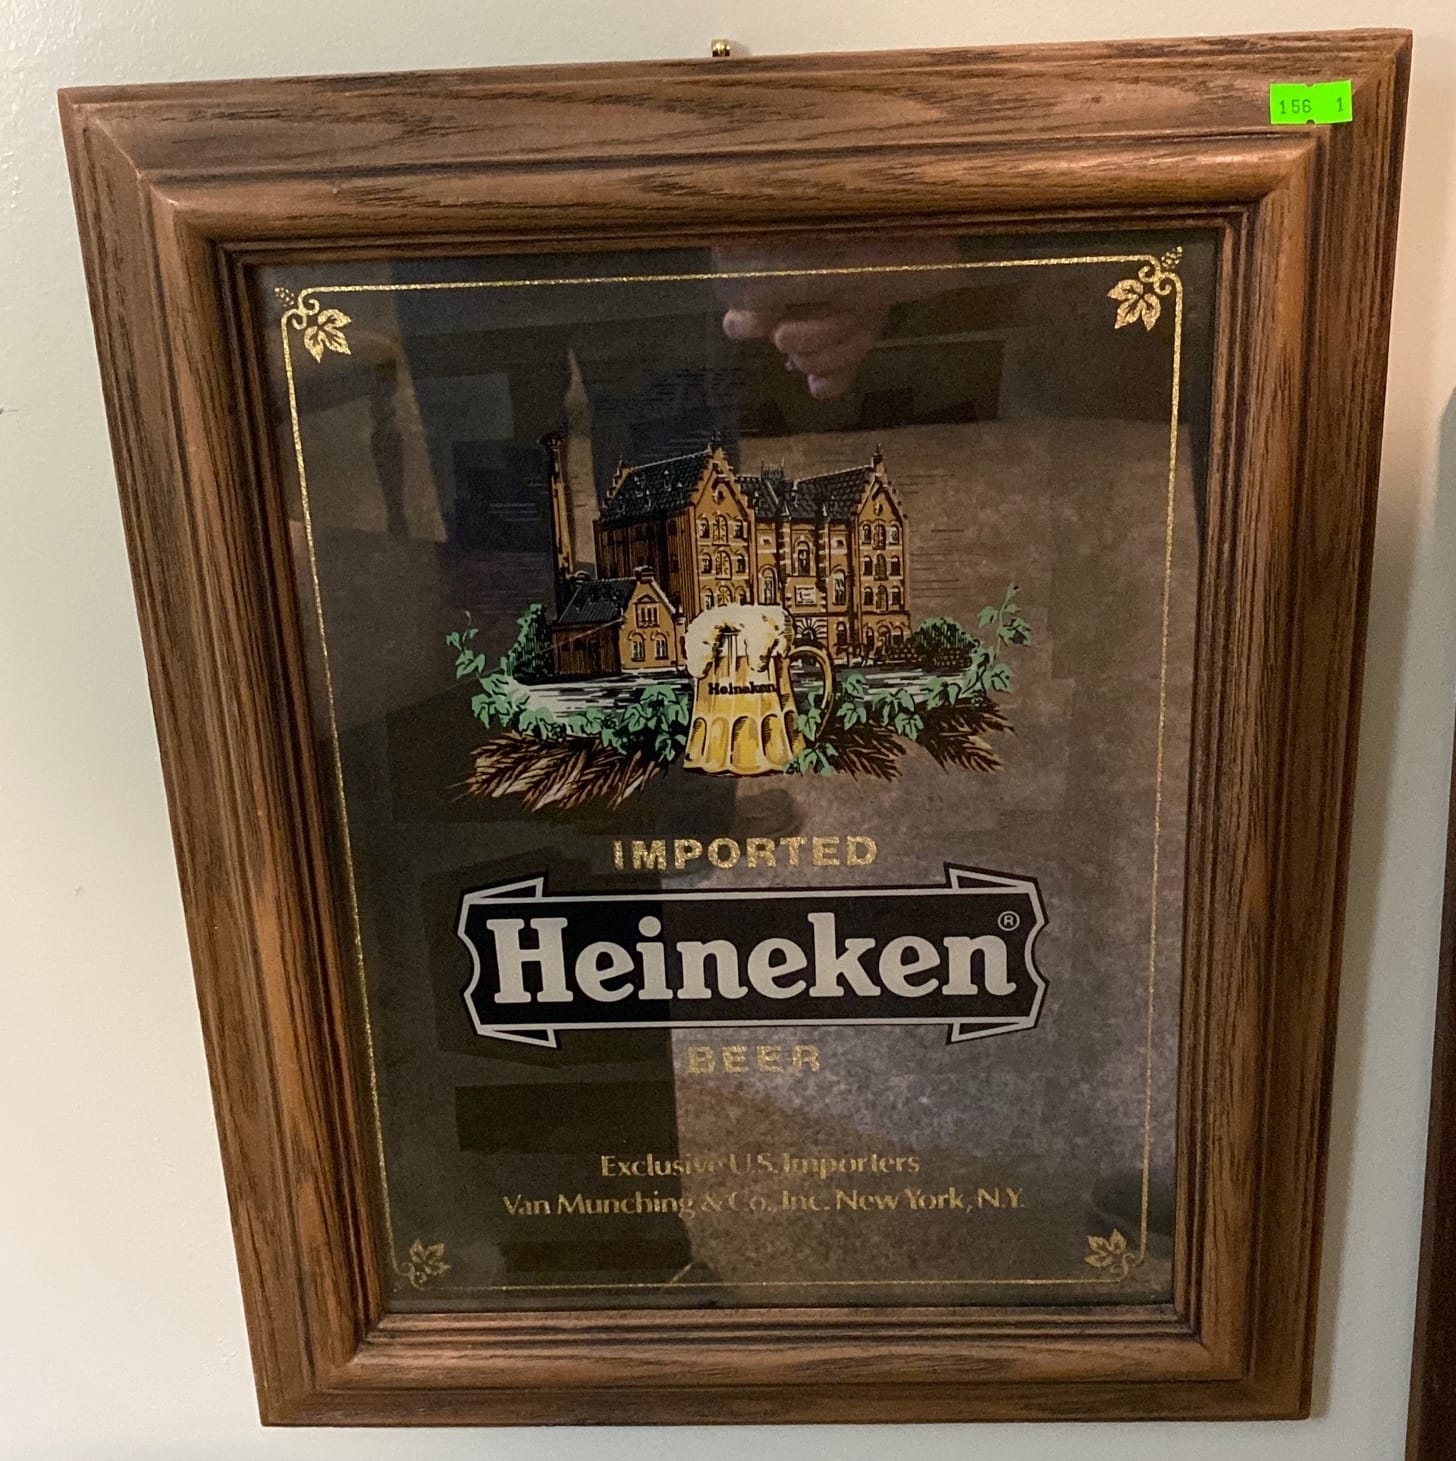 156 1
Heineken
IMPORTED
Heineken®
BEER
Exclusive U.S. Importers
Van Munching & Co., Inc. New York, N.Y.